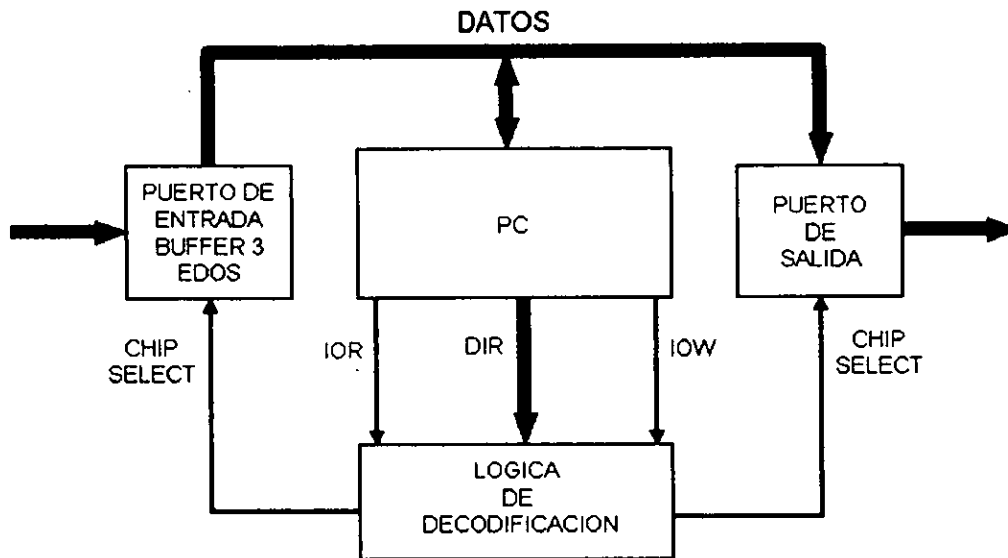 DATOS
PUERTO DE
ENTRADA
BUFFER 3
EDOS
PC
PUERTO
DE
SALIDA
CHIP
SELECT
IOR
DIR
IOW
CHIP
SELECT
LOGICA
DE
DECODIFICACION